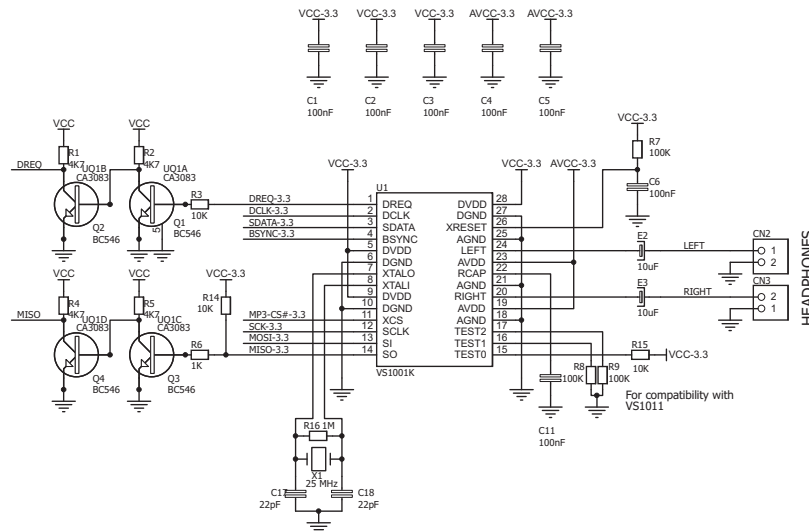 VCC-3.3 VCC-3.3 VCC-3.3 AVCC-3.3 AVCC-3.3
C1 C2 C3 C4 C5
100nF 100nF 100nF 100nF 100nF
VCC-3.3
R7
100K
C6
100nF
VCC VCC
DREQ
R1 R2
4K7 4K7
UQ1B UQ1A
CA3083 CA3083
R3
10K
5
Q2 Q1
BC546 BC546
VCC VCC VCC-3.3
MISO
R4 R5 R14
4K7 4K7 10K
UQ1D UQ1C
CA3083 CA3083
R6
1K
Q4 Q3
BC546 BC546
VCC-3.3 VCC-3.3 AVCC-3.3
U1
DREQ-3.3 1 DREQ DVDD 28
DCLK-3.3 2 DCLK DGND 27
SDATA-3.3 3 SDATA XRESET 26
BSYNC-3.3 4 BSYNC AGND 25
5 DVDD LEFT 24
6 DGND AVDD 23
7 XTALO RCAP 22
8 XTALI AGND 21
9 DVDD RIGHT 20
10 DGND AVDD 19
MP3-CS#-3.3 11 XCS AGND 18
SCK-3.3 12 SCLK TEST2 17
MOSI-3.3 13 SI TEST1 16
MISO-3.3 14 SO TEST0 15
VS1001K
E2 LEFT
10uF
CN2
1
2
E3 RIGHT
10uF
CN3
2
1
HEADPHONES
R15 VCC-3.3
10K
R8 R9
100K 100K
For compatibility with
VS1011
C11
100nF
R16 1M
X1
25 MHz
C17 C18
22pF 22pF